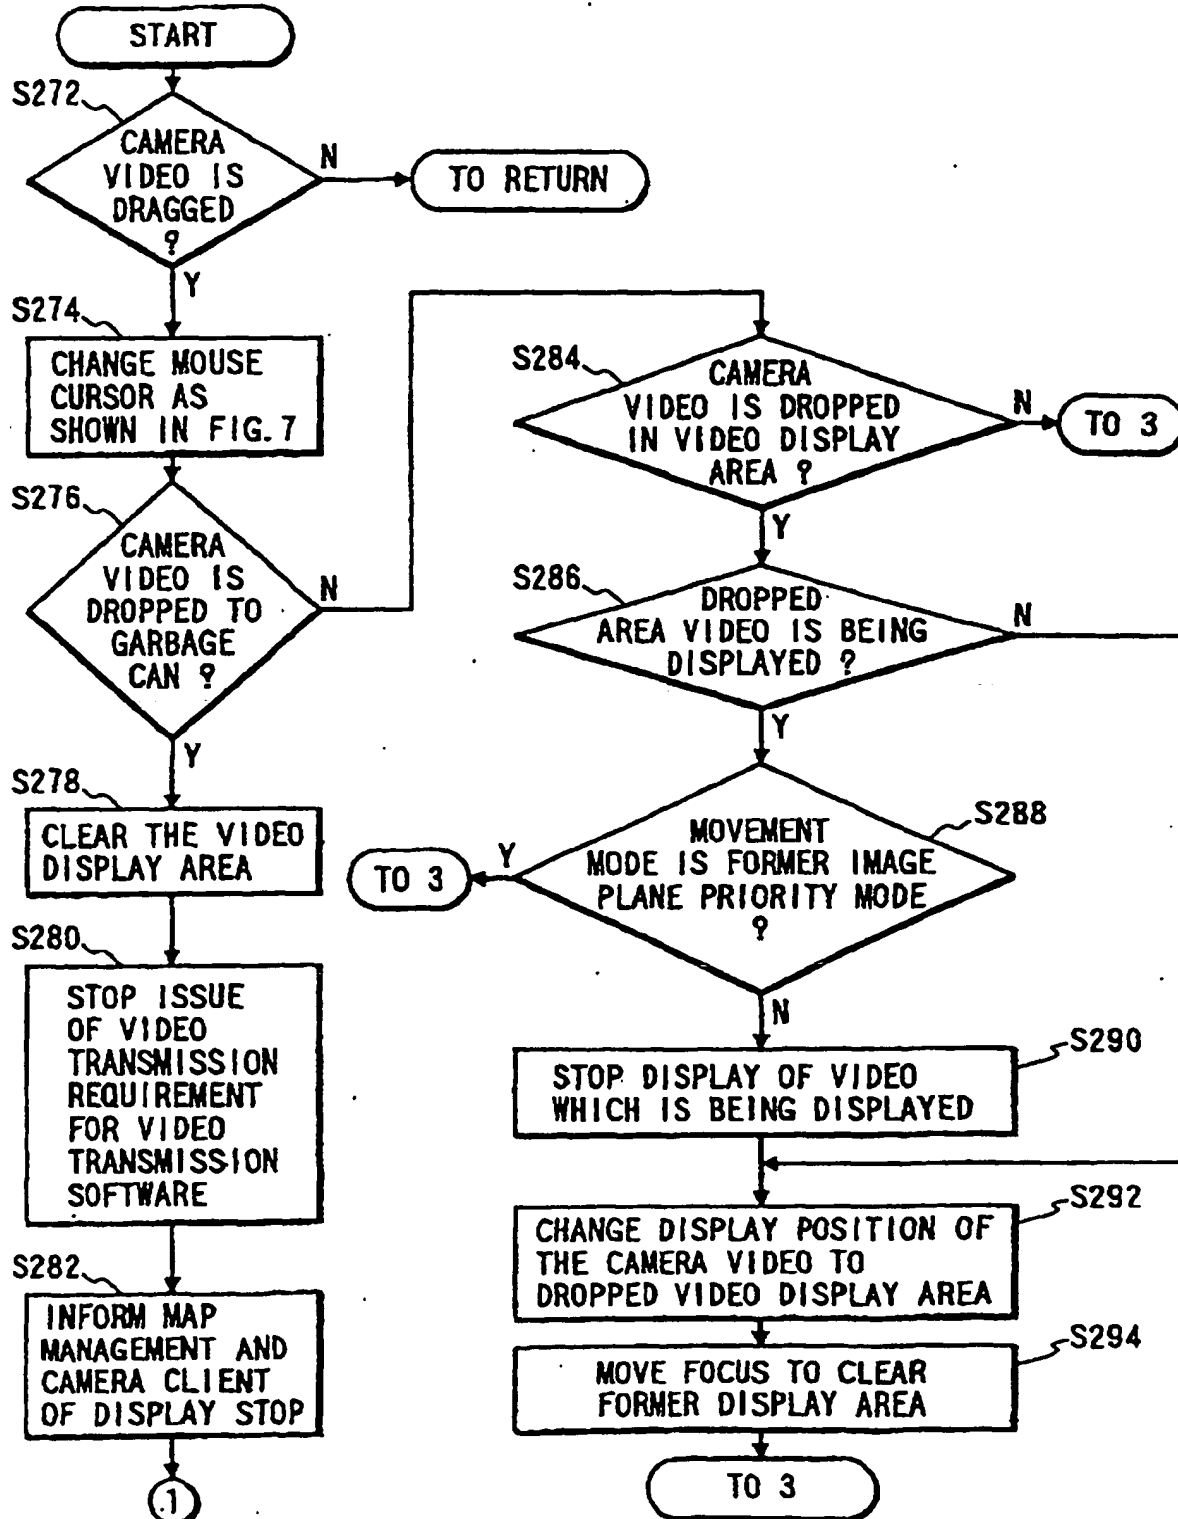 START
S272
CAMERA
VIDEO IS
DRAGGED
?
N
TO RETURN
Y
S274
CHANGE MOUSE
CURSOR AS
SHOWN IN FIG. 7
S276
CAMERA
VIDEO IS
DROPPED TO
GARBAGE
CAN ?
N
Y
S278
CLEAR THE VIDEO
DISPLAY AREA
S280
STOP ISSUE
OF VIDEO
TRANSMISSION
REQUIREMENT
FOR VIDEO
TRANSMISSION
SOFTWARE
S282
INFORM MAP
MANAGEMENT AND
CAMERA CLIENT
OF DISPLAY STOP
1
S284
CAMERA
VIDEO IS DROPPED
IN VIDEO DISPLAY
AREA ?
N
TO 3
Y
S286
DROPPED
AREA VIDEO IS BEING
DISPLAYED ?
N
Y
S288
MOVEMENT
MODE IS FORMER IMAGE
PLANE PRIORITY MODE
?
Y
TO 3
N
S290
STOP DISPLAY OF VIDEO
WHICH IS BEING DISPLAYED
S292
CHANGE DISPLAY POSITION OF
THE CAMERA VIDEO TO
DROPPED VIDEO DISPLAY AREA
S294
MOVE FOCUS TO CLEAR
FORMER DISPLAY AREA
TO 3